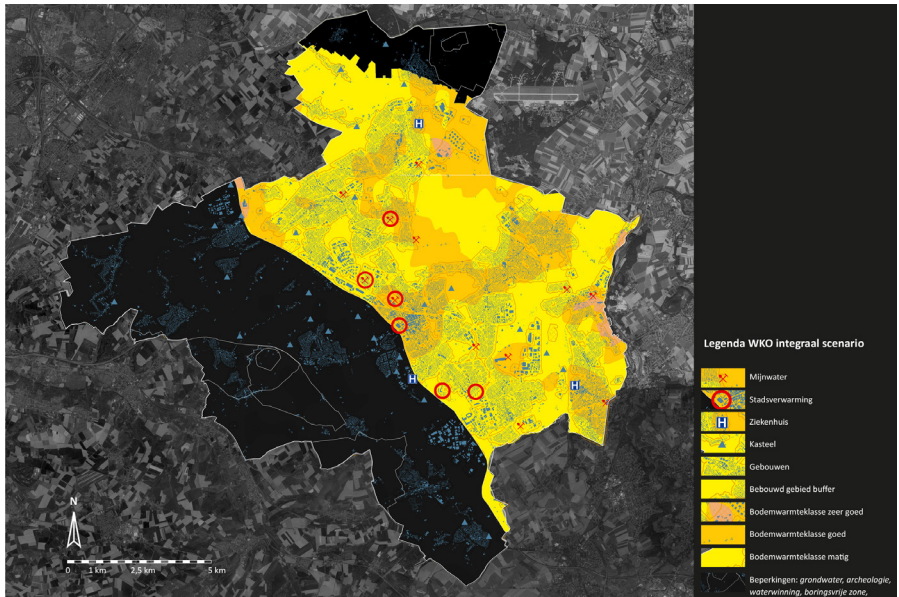 H
H
H
N
0 1 km 2,5 km 5 km
Legenda WKO integraal scenario
Mijnwater
Stadsverwarming
H Ziekenhuis
Kasteel
Gebouwen
Bebouwd gebied buffer
Bodemwarmteklasse zeer goed
Bodemwarmteklasse goed
Bodemwarmteklasse matig
Beperkingen: grondwater, archeologie,
waterwinning, boringsvrije zone,